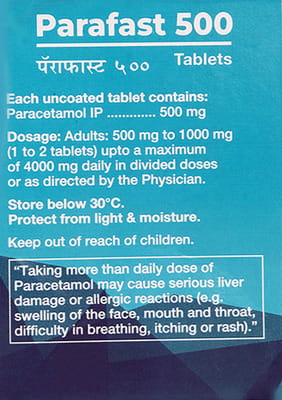 Parafast 500
पॅराफास्ट ५०० Tablets
Each uncoated tablet contains:
Paracetamol IP ............. 500 mg
Dosage: Adults: 500 mg to 1000 mg
(1 to 2 tablets) upto a maximum
of 4000 mg daily in divided doses
or as directed by the Physician.
Store below 30°C.
Protect from light & moisture.
Keep out of reach of children.
“Taking more than daily dose of
Paracetamol may cause serious liver
damage or allergic reactions (e.g.
swelling of the face, mouth and throat,
difficulty in breathing, itching or rash).”